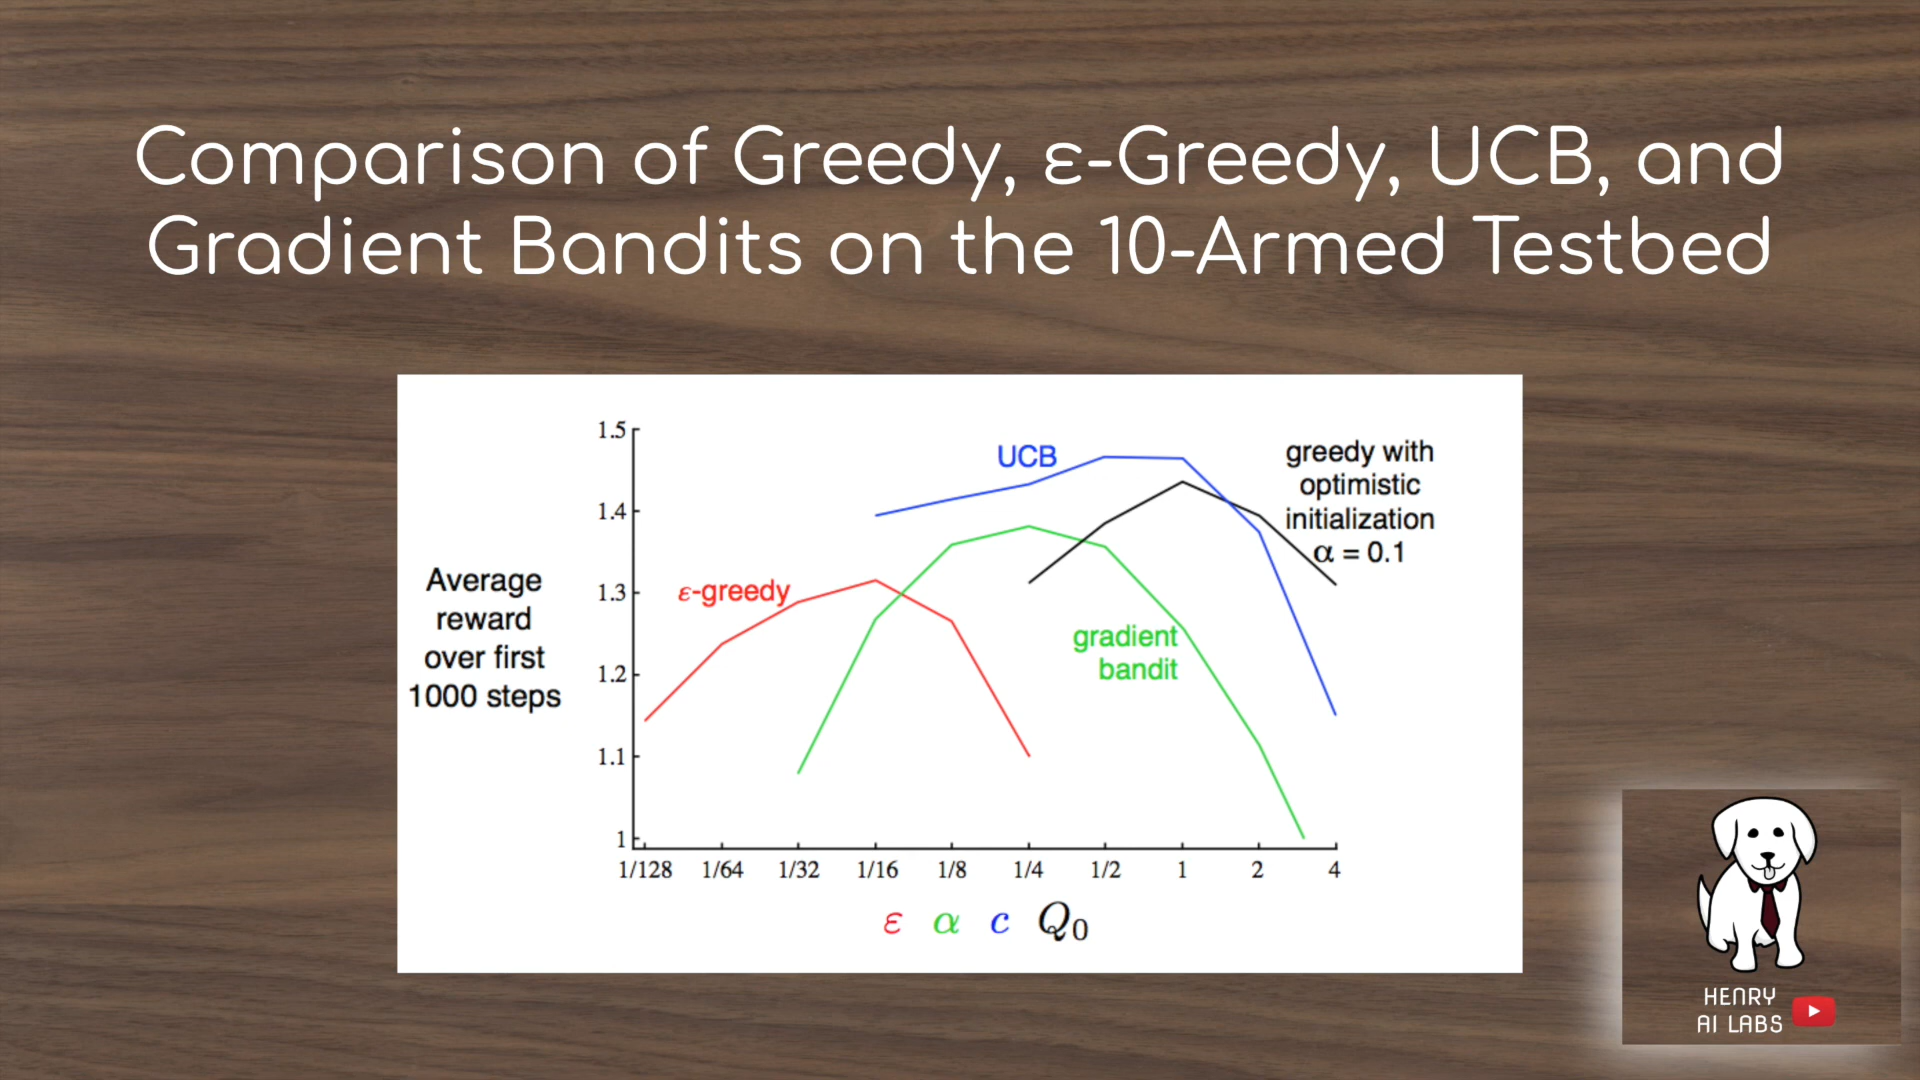 Comparison of Greedy, ε-Greedy, UCB, and
Gradient Bandits on the 10-Armed Testbed
1.5
1.4
1.3
1.2
1.1
1
Average
reward
over first
1000 steps
ε-greedy
UCB
gradient
bandit
greedy with
optimistic
initialization
α = 0.1
1/128 1/64 1/32 1/16 1/8 1/4 1/2 1 2 4
ε α c Q₀
HENRY
AI LABS